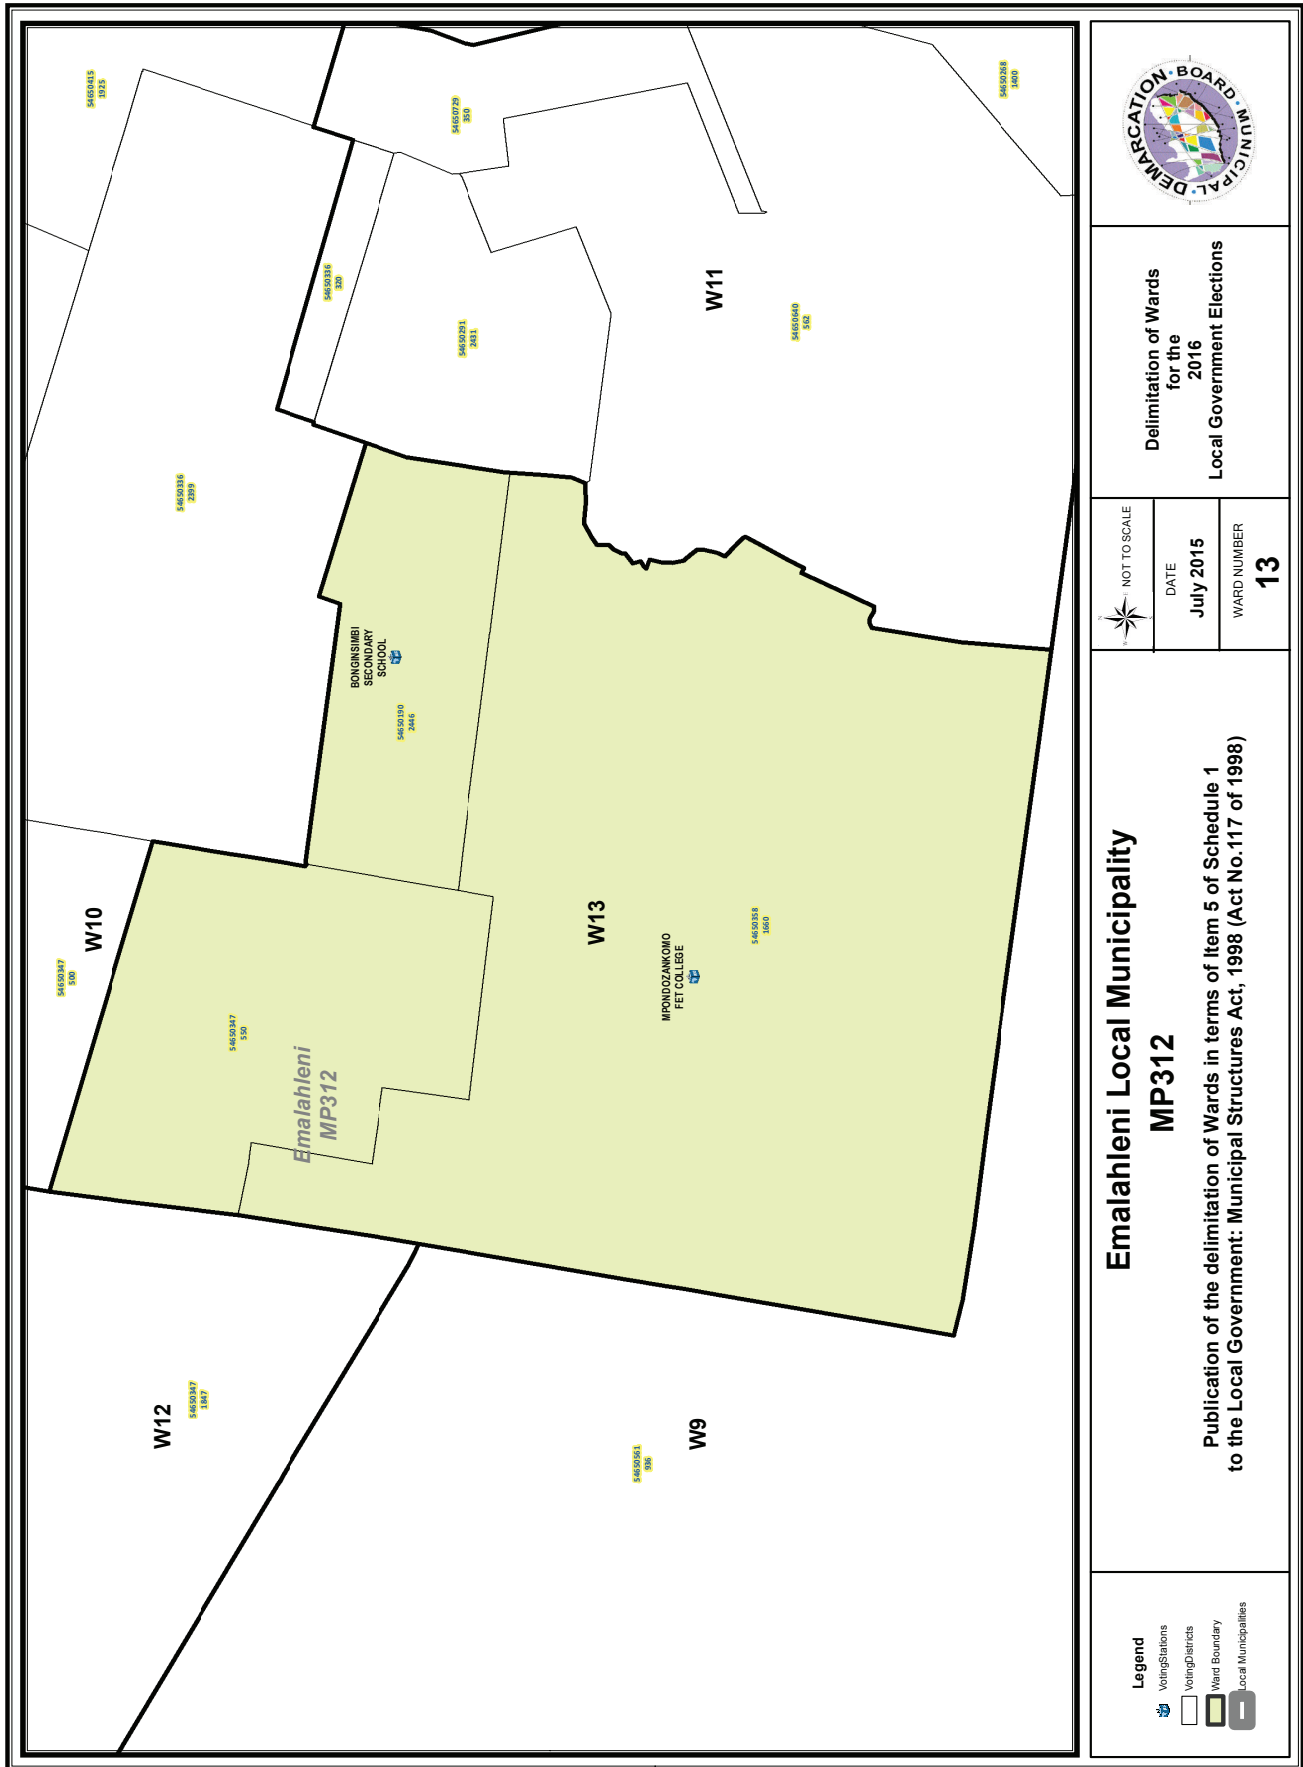 54650415
1925
54650729
350
54650268
1400
54650336
320
54650291
2431
W11
54650640
562
54650336
2399
BONGINSIMBI
SECONDARY
SCHOOL
54650190
2446
W10
54650347
500
54650347
550
Emalahleni
MP312
W13
MPONDOZANKOMO
FET COLLEGE
54650358
1660
W12
54650347
1847
W9
54650561
936
Legend
VotingStations
VotingDistricts
Ward Boundary
Local Municipalities
Emalahleni Local Municipality
MP312
Publication of the delimitation of Wards in terms of Item 5 of Schedule 1
to the Local Government: Municipal Structures Act, 1998 (Act No.117 of 1998)
N
E
S
W
NOT TO SCALE
DATE
July 2015
WARD NUMBER
13
Delimitation of Wards
for the
2016
Local Government Elections
MUNICIPAL • DEMARCATION • BOARD •